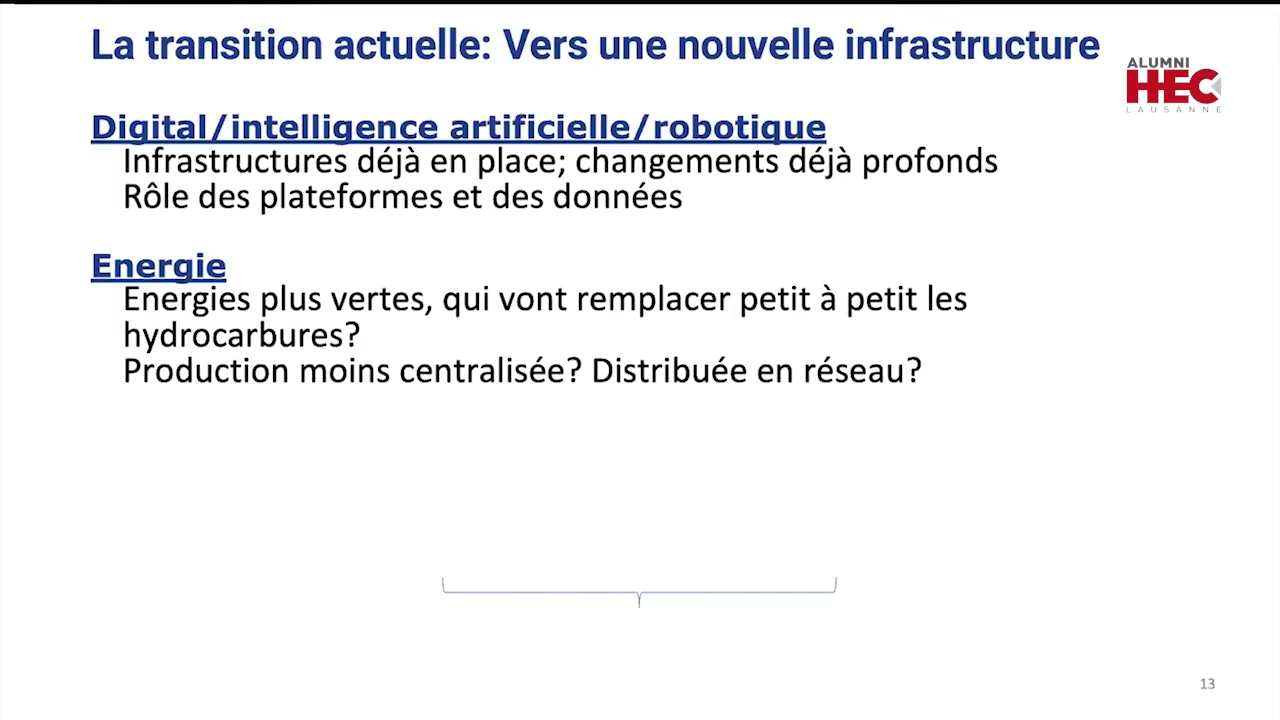 La transition actuelle: Vers une nouvelle infrastructure
ALUMNI
HEC
LAUSANNE
Digital/intelligence artificielle/robotique
Infrastructures déjà en place; changements déjà profonds
Rôle des plateformes et des données
Energie
Energies plus vertes, qui vont remplacer petit à petit les
hydrocarbures?
Production moins centralisée? Distribuée en réseau?
13